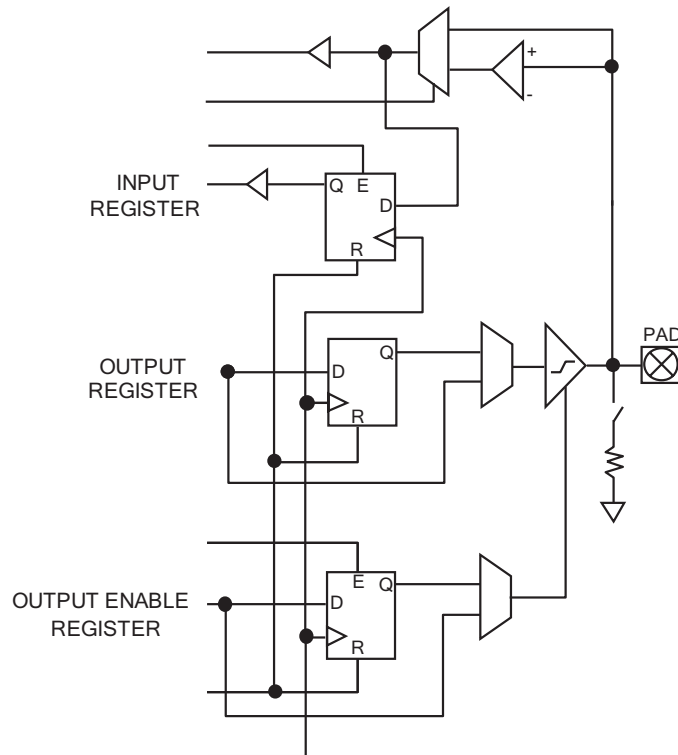 +
-
Q E
INPUT
REGISTER
D
R
PAD
Q
OUTPUT
REGISTER
D
R
E Q
OUTPUT ENABLE
REGISTER
D
R